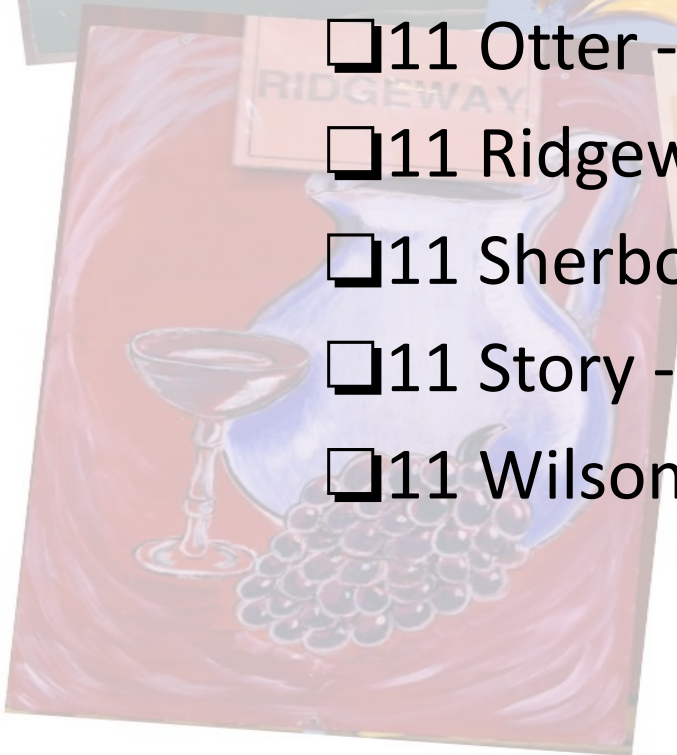 ❏11 Otter -
RIDGEWAY
❏11 Ridgew
❏11 Sherbo
❏11 Story -
❏11 Wilson